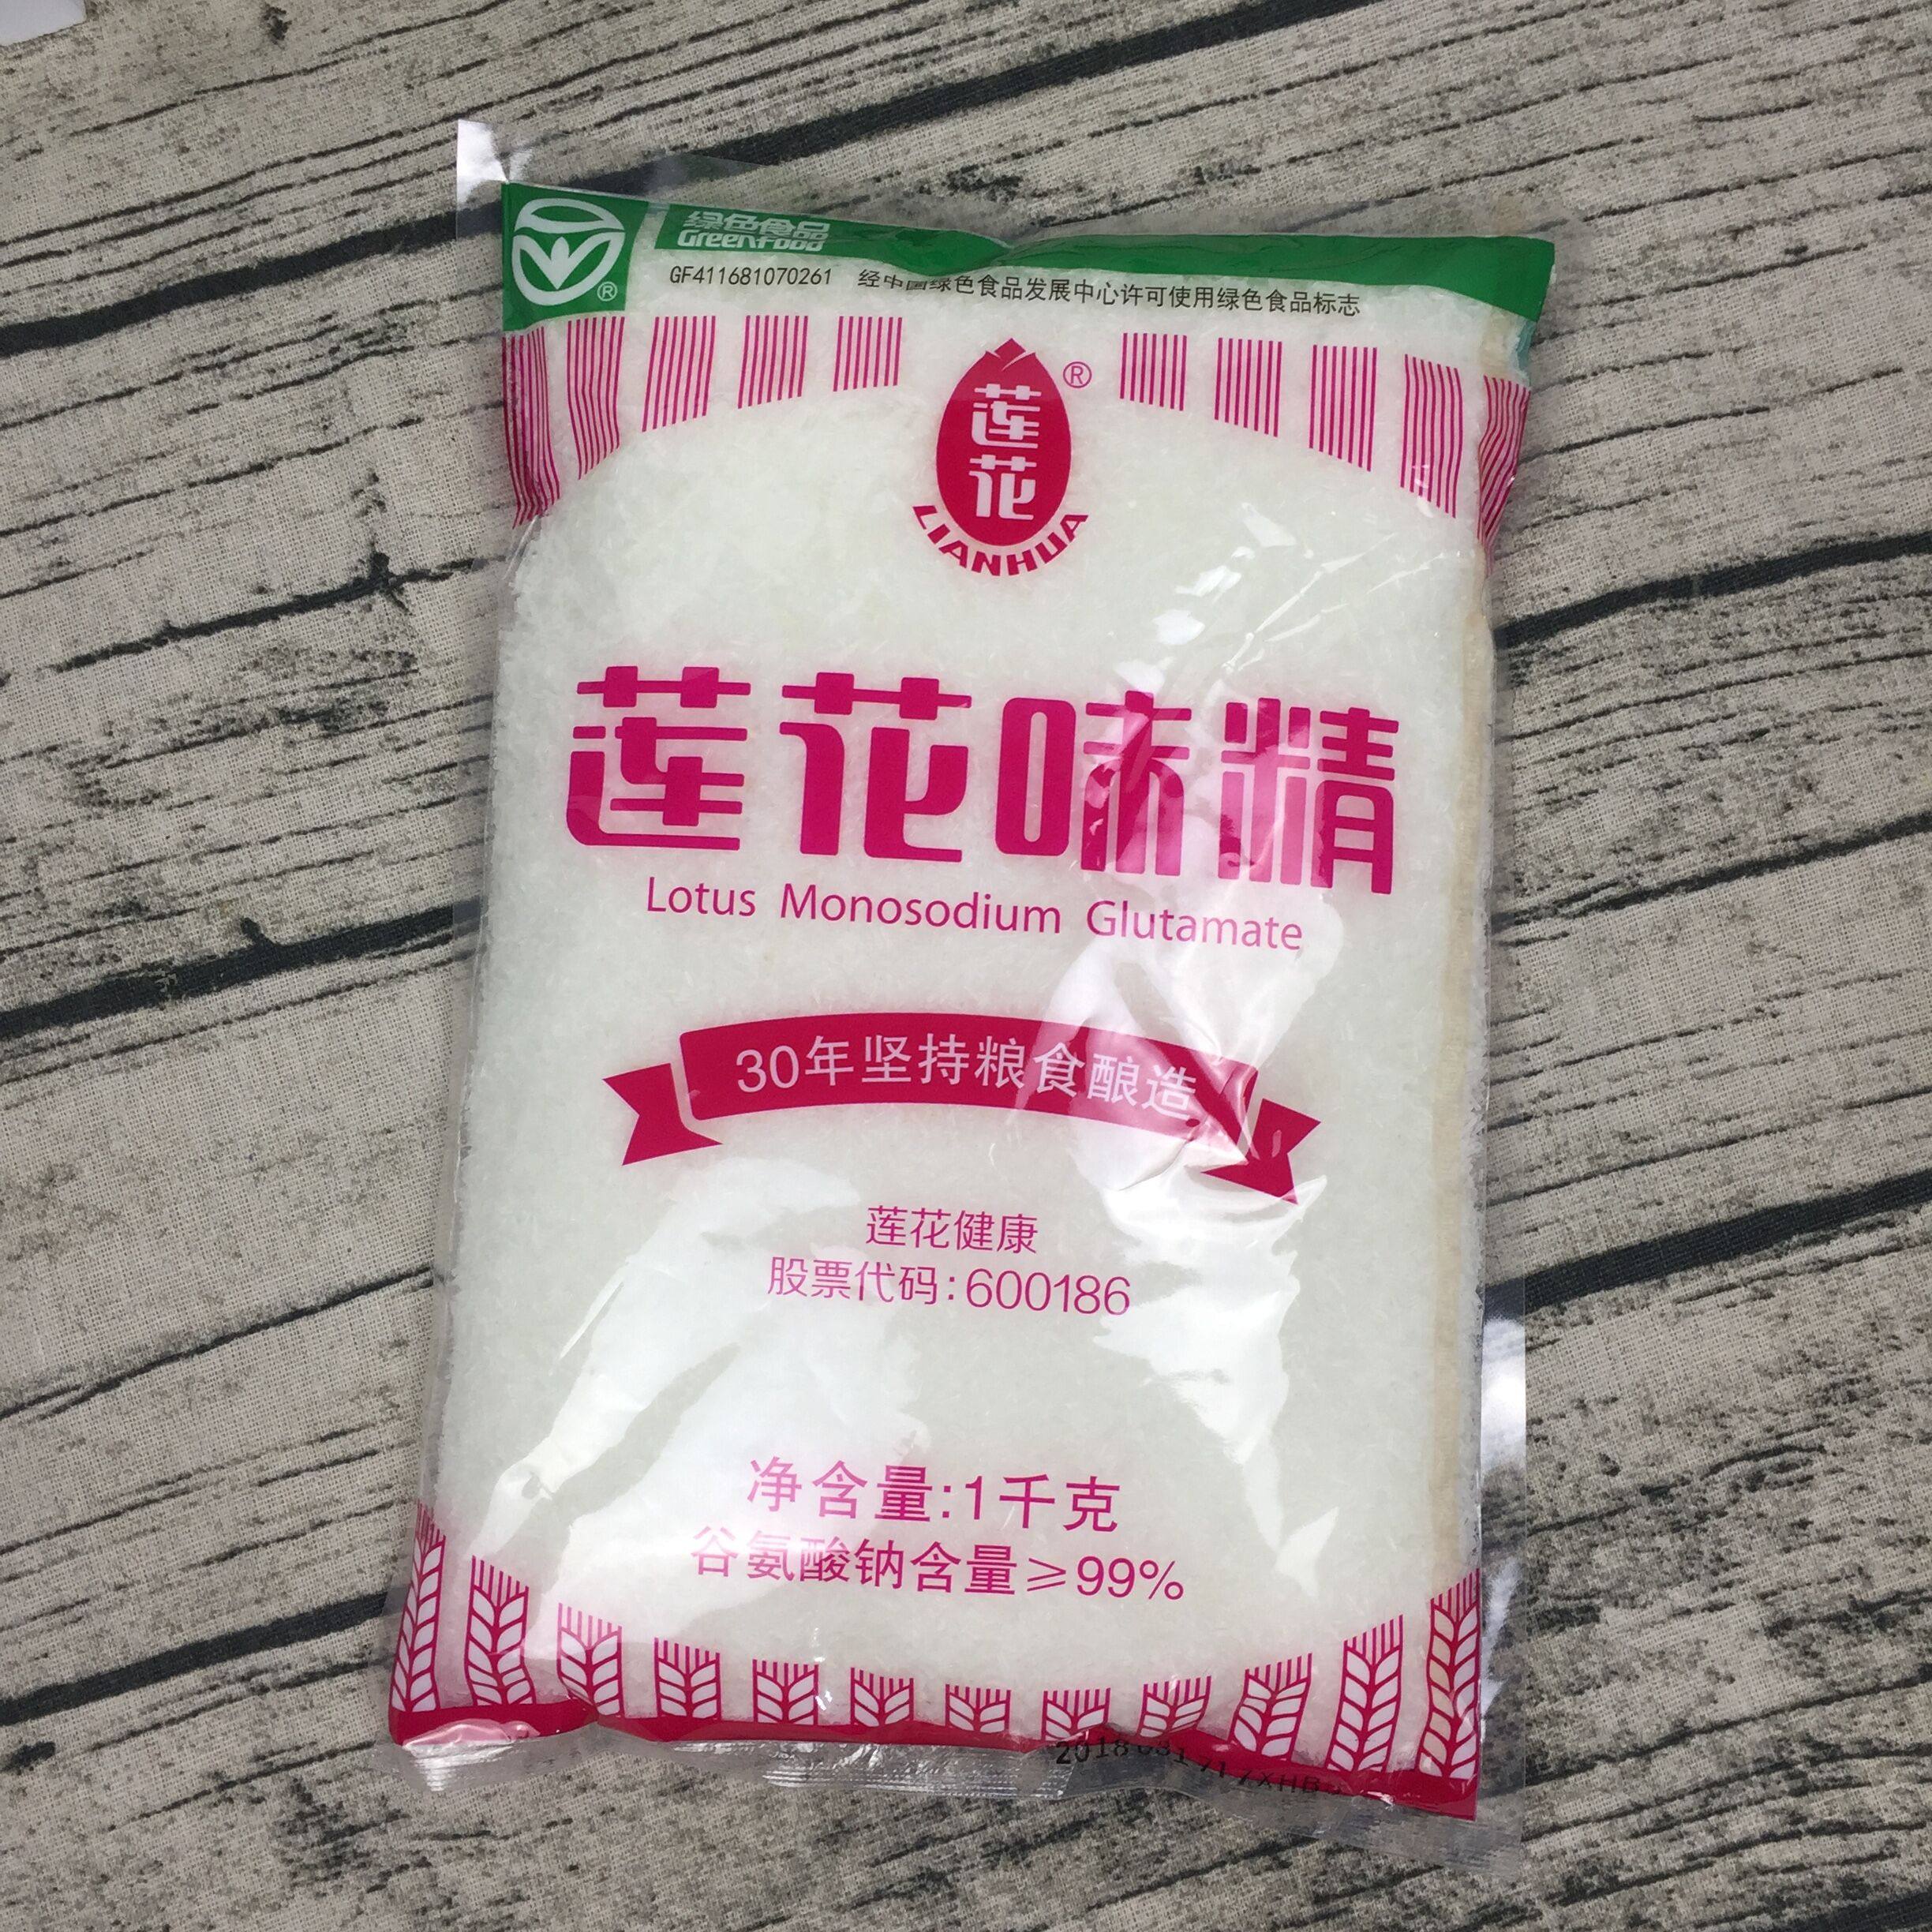 绿色食品
Greenfood
®
GF411681070261 经中国绿色食品发展中心许可使用绿色食品标志
莲花
®
LIANHUA
莲花味精
Lotus Monosodium Glutamate
30年坚持粮食酿造
莲花健康
股票代码:600186
净含量:1千克
谷氨酸钠含量≥99%